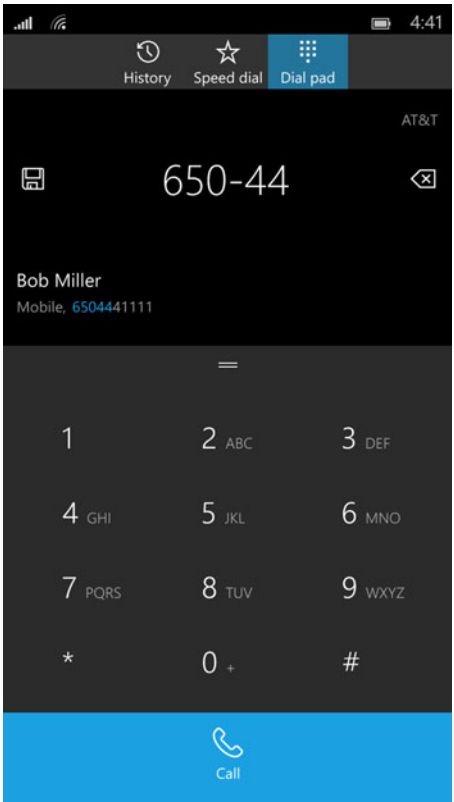 4:41
History Speed dial Dial pad
AT&T
650-44
Bob Miller
Mobile, 6504441111
1 2 ABC 3 DEF
4 GHI 5 JKL 6 MNO
7 PQRS 8 TUV 9 WXYZ
* 0 + #
Call